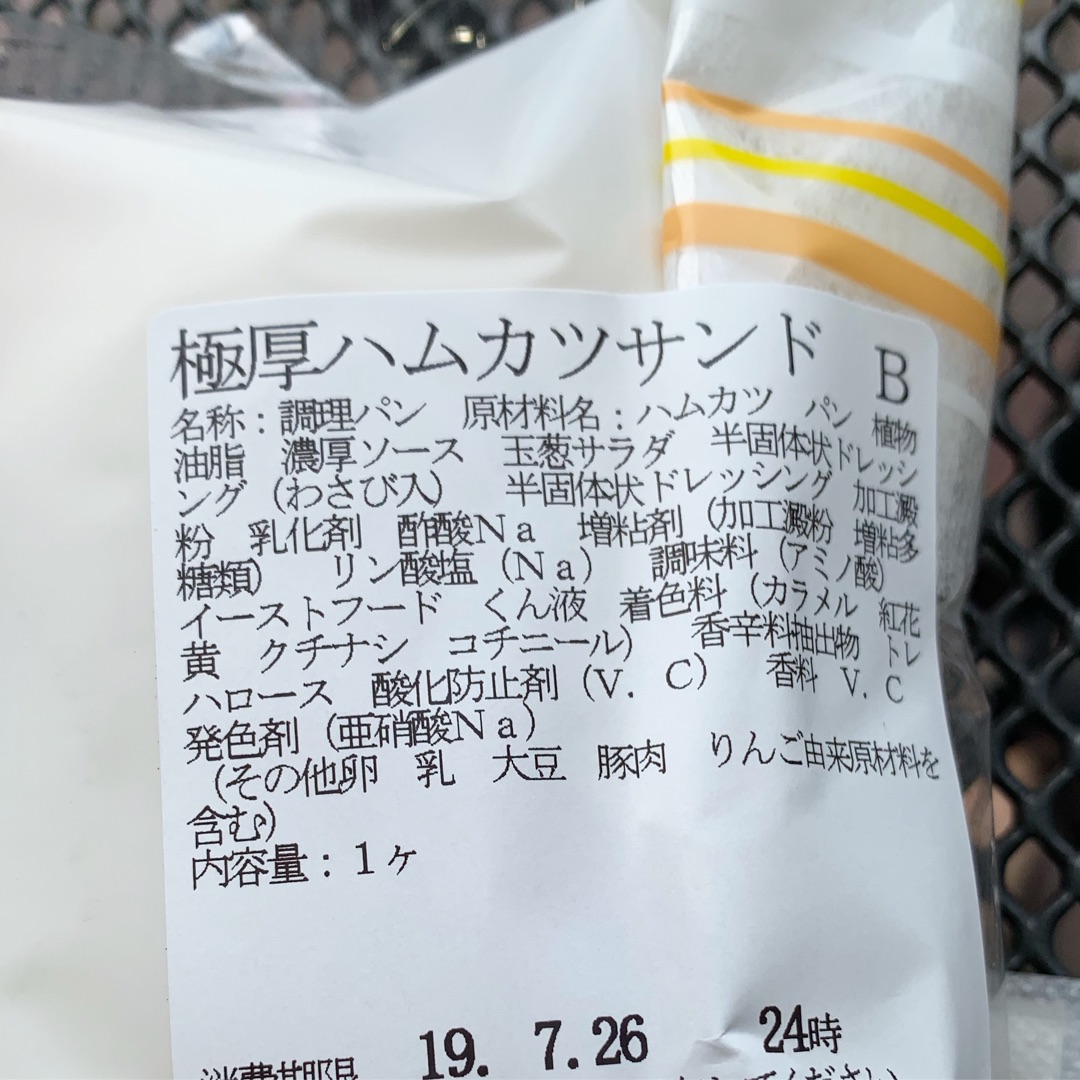 極厚ハムカツサンド B
名称：調理パン 原材料名：ハムカツ パン 植物
油脂 濃厚ソース 玉葱サラダ 半固体状ドレッシ
ング（わさび入） 半固体状ドレッシング 加工澱
粉 乳化剤 酢酸Ｎａ 増粘剤（加工澱粉 増粘多
糖類） リン酸塩（Ｎａ） 調味料（アミノ酸）
イーストフード くん液 着色料（カラメル 紅花
黄 クチナシ コチニール） 香辛料抽出物 トレ
ハロース 酸化防止剤（Ｖ．Ｃ） 香料 Ｖ．Ｃ
発色剤（亜硝酸Ｎａ）
（その他卵 乳 大豆 豚肉 りんご由来原材料を
含む）
内容量：１ヶ
消費期限 19. 7.26 24時
ください